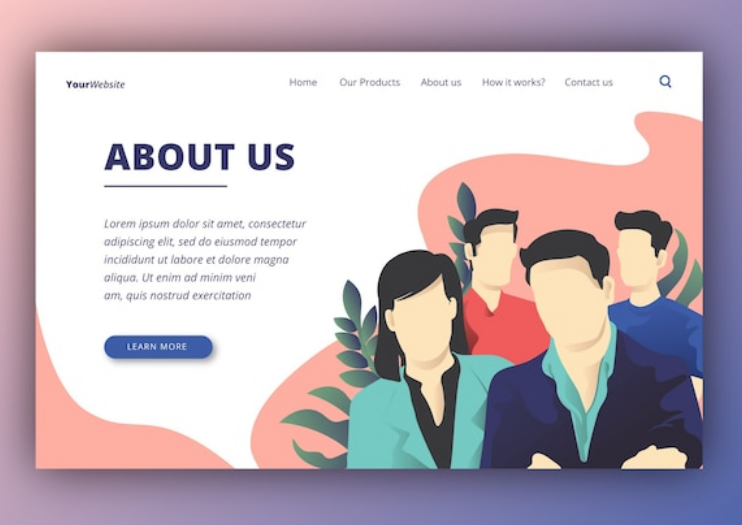 YourWebsite
Home Our Products About us How it works? Contact us
ABOUT US
Lorem ipsum dolor sit amet, consectetur
adipiscing elit, sed do eiusmod tempor
incididunt ut labore et dolore magna
aliqua. Ut enim ad minim veni
am, quis nostrud exercitation
LEARN MORE